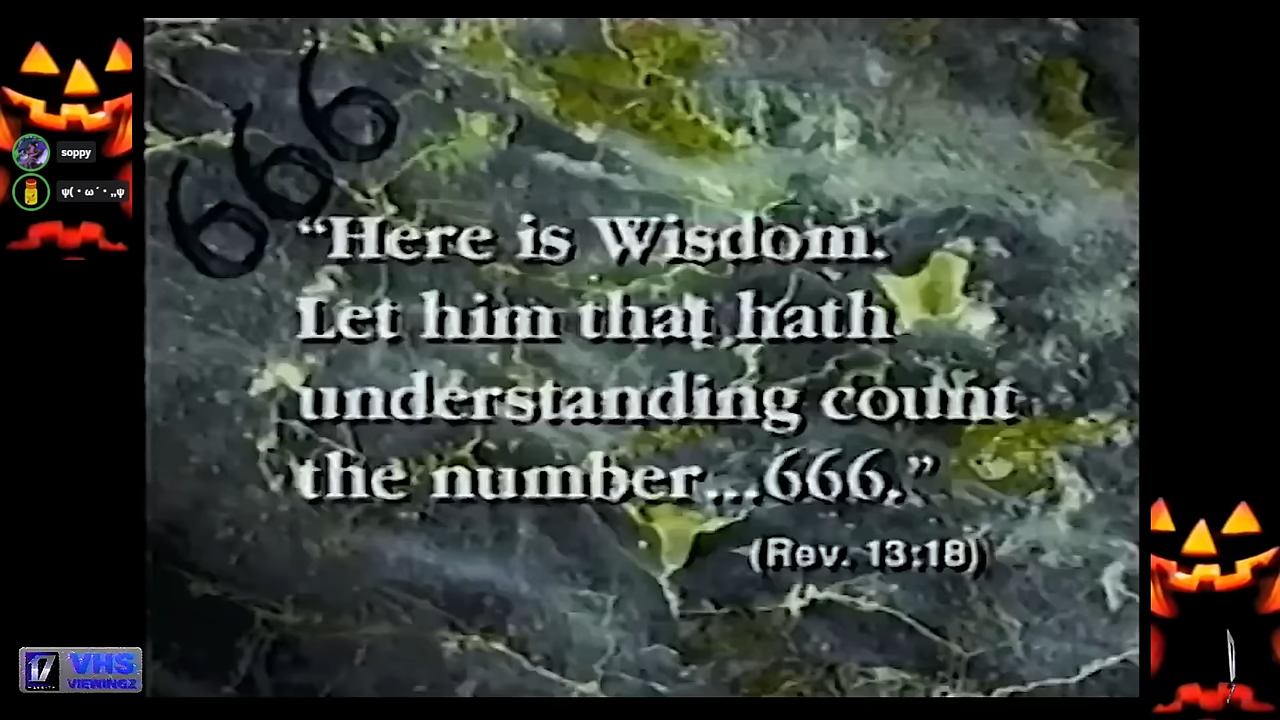 soppy
ψ( ･ ω ´ ･ ,,ψ
666
“Here is Wisdom.
Let him that hath
understanding count
the number...666.”
(Rev. 13:18)
17
VHS
VIEWINGZ